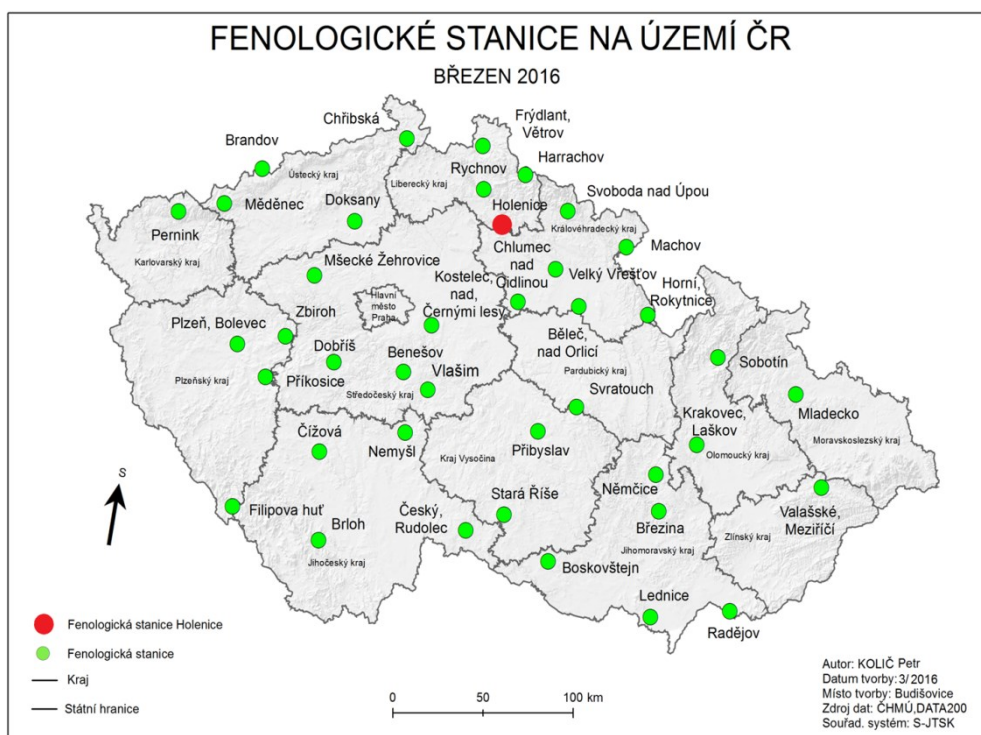 FENOLOGICKÉ STANICE NA ÚZEMÍ ČR
BŘEZEN 2016
Chřibská
Frýdlant,
Větrov
Brandov
Harrachov
Ústecký kraj
Rychnov
Liberecký kraj
Svoboda nad Úpou
Měděnec
Doksany
Holenice
Královéhradecký kraj
Pernink
Machov
Karlovarský kraj
Chlumec
nad
Cidlinou
Mšecké Žehrovice
Velký Vřešťov
Kostelec,
nad,
Černými lesy
Horní,
Rokytnice
Hlavní
město
Praha
Zbiroh
Plzeň, Bolevec
Dobříš
Benešov
Běleč,
nad Orlicí
Sobotín
Pardubický kraj
Vlašim
Příkosice
Plzeňský kraj
Středočeský kraj
Svratouch
Mladecko
Krakovec,
Laškov
Moravskoslezský kraj
Olomoucký kraj
Čížová
Nemyšl
Kraj Vysočina
Přibyslav
Němčice
Stará Říše
Valašské,
Meziříčí
Filipova huť
Český,
Rudolec
Březina
Brloh
Zlínský kraj
Jihomoravský kraj
Jihočeský kraj
Boskovštejn
Lednice
Radějov
S
Fenologická stanice Holenice
Fenologická stanice
Kraj
Státní hranice
0 50 100 km
Autor: KOLIČ Petr
Datum tvorby: 3/2016
Místo tvorby: Budišovice
Zdroj dat: ČHMÚ,DATA200
Souřad. systém: S-JTSK